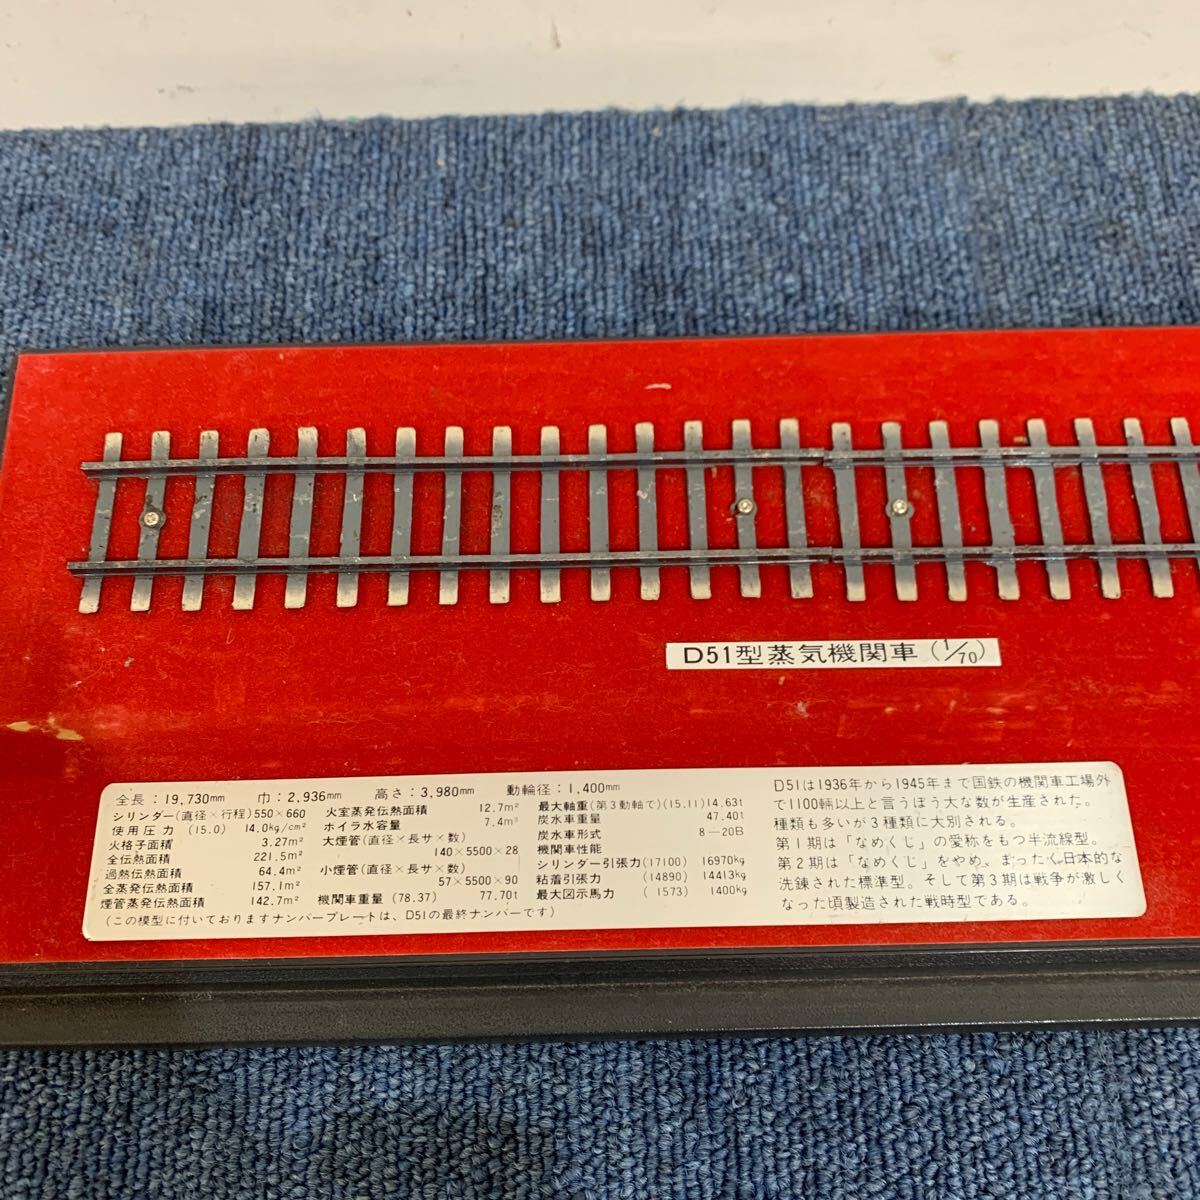 D51型蒸気機関車(1/70)
全長:19,730mm 巾:2,936mm 高さ:3,980mm 動輪径:1,400mm
シリンダー(直径×行程)550×660
使用圧力(15.0) 14.0kg/cm²
火格子面積 3.27m²
全伝熱面積 221.5m²
過熱伝熱面積 64.4m²
全蒸発伝熱面積 157.1m²
煙管蒸発伝熱面積 142.7m²
火室蒸発伝熱面積 12.7m²
ホイラ水容量 7.4m³
大煙管(直径×長サ×数)
140×5500×28
小煙管(直径×長サ×数)
57×5500×90
機関車重量(78.37) 77.70t
最大軸重(第3動軸で)(15.11)14.63t
炭水車重量 47.40t
炭水車形式 8-20B
機関車性能
シリンダー引張力(17100) 16970kg
粘着引張力 (14890) 14413kg
最大図示馬力 (1573) 1400kg
(この模型に付いておりますナンバープレートは、D51の最終ナンバーです)
D51は1936年から1945年まで国鉄の機関車工場外
で1100輌以上と言うぼう大な数が生産された。
種類も多いが3種類に大別される。
第1期は「なめくじ」の愛称をもつ半流線型。
第2期は「なめくじ」をやめ、まったく日本的な
洗錬された標準型。そして第3期は戦争が激しく
なった頃製造された戦時型である。